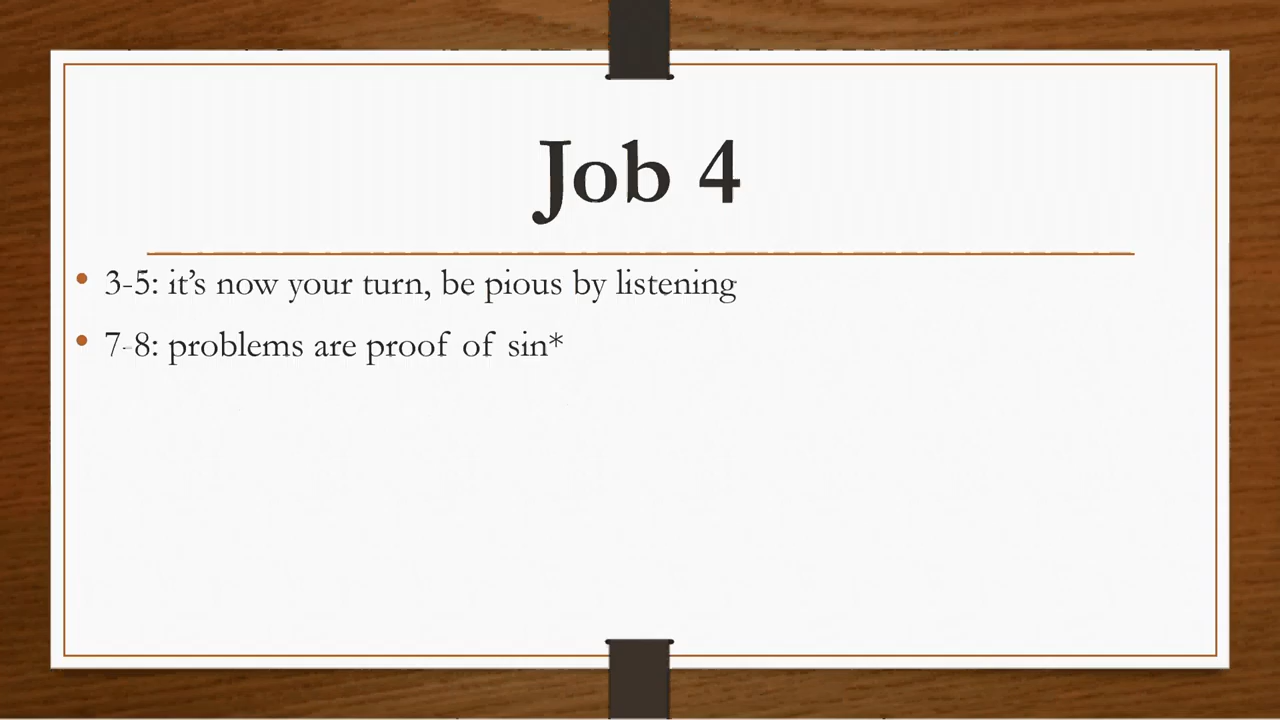 Job 4
• 3-5: it’s now your turn, be pious by listening
• 7-8: problems are proof of sin*